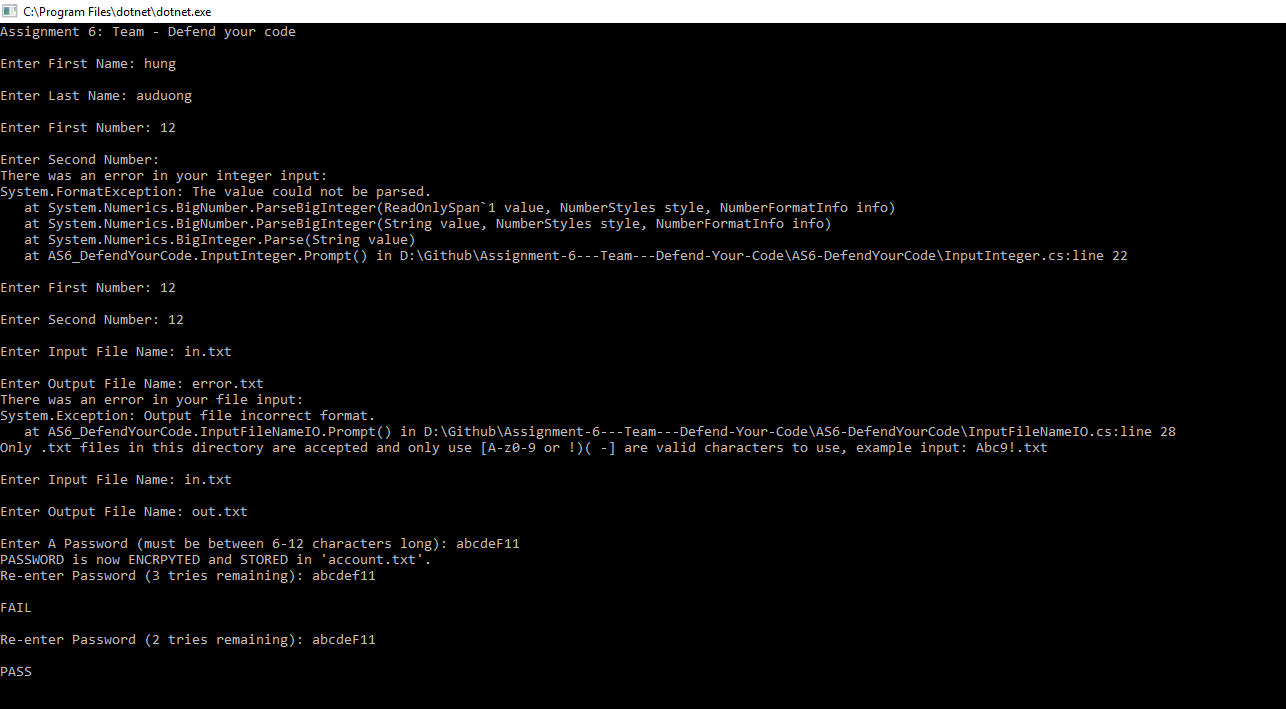 C:\Program Files\dotnet\dotnet.exe
Assignment 6: Team - Defend your code
Enter First Name: hung
Enter Last Name: auduong
Enter First Number: 12
Enter Second Number:
There was an error in your integer input:
System.FormatException: The value could not be parsed.
   at System.Numerics.BigNumber.ParseBigInteger(ReadOnlySpan`1 value, NumberStyles style, NumberFormatInfo info)
   at System.Numerics.BigNumber.ParseBigInteger(String value, NumberStyles style, NumberFormatInfo info)
   at System.Numerics.BigInteger.Parse(String value)
   at AS6_DefendYourCode.InputInteger.Prompt() in D:\Github\Assignment-6---Team---Defend-Your-Code\AS6-DefendYourCode\InputInteger.cs:line 22
Enter First Number: 12
Enter Second Number: 12
Enter Input File Name: in.txt
Enter Output File Name: error.txt
There was an error in your file input:
System.Exception: Output file incorrect format.
   at AS6_DefendYourCode.InputFileNameIO.Prompt() in D:\Github\Assignment-6---Team---Defend-Your-Code\AS6-DefendYourCode\InputFileNameIO.cs:line 28
Only .txt files in this directory are accepted and only use [A-z0-9 or !)( -] are valid characters to use, example input: Abc9!.txt
Enter Input File Name: in.txt
Enter Output File Name: out.txt
Enter A Password (must be between 6-12 characters long): abcdeF11
PASSWORD is now ENCRPYTED and STORED in 'account.txt'.
Re-enter Password (3 tries remaining): abcdef11
FAIL
Re-enter Password (2 tries remaining): abcdeF11
PASS